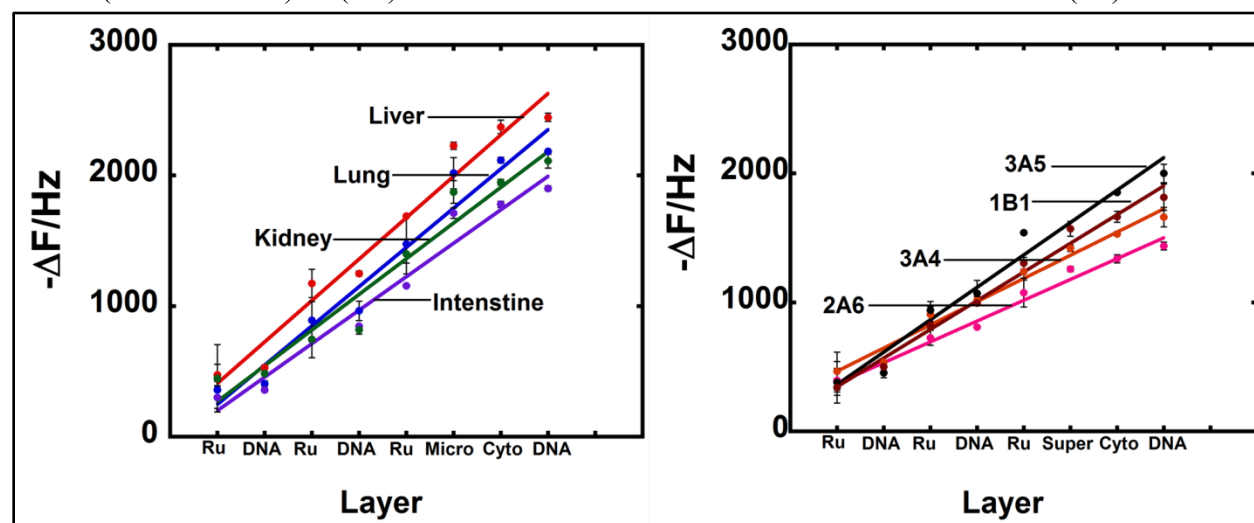 3000
2000
1000
0
-ΔF/Hz
Liver
Lung
Kidney
Intenstine
Ru DNA Ru DNA Ru Micro Cyto DNA
Layer
3000
2000
1000
0
-ΔF/Hz
3A5
1B1
3A4
2A6
Ru DNA Ru DNA Ru Super Cyto DNA
Layer